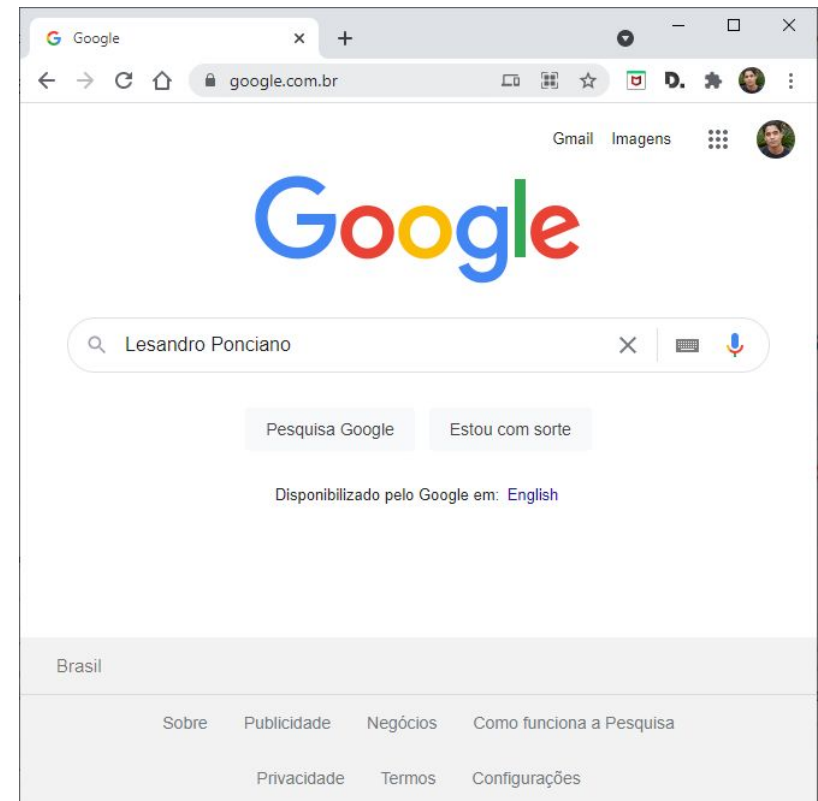 Google
google.com.br
D.
Gmail Imagens
Google
Lesandro Ponciano
Pesquisa Google Estou com sorte
Disponibilizado pelo Google em: English
Brasil
Sobre Publicidade Negócios Como funciona a Pesquisa
Privacidade Termos Configurações